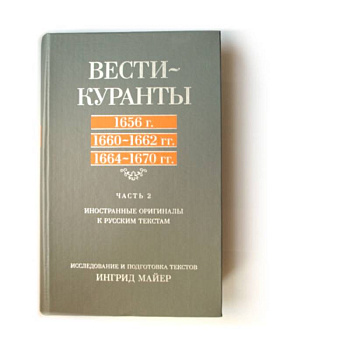 ВЕСТИ~
КУРАНТЫ
1656 г.
1660–1662 гг.
1664–1670 гг.
ЧАСТЬ 2
ИНОСТРАННЫЕ ОРИГИНАЛЫ
К РУССКИМ ТЕКСТАМ
ИССЛЕДОВАНИЕ И ПОДГОТОВКА ТЕКСТОВ
ИНГРИД МАЙЕР